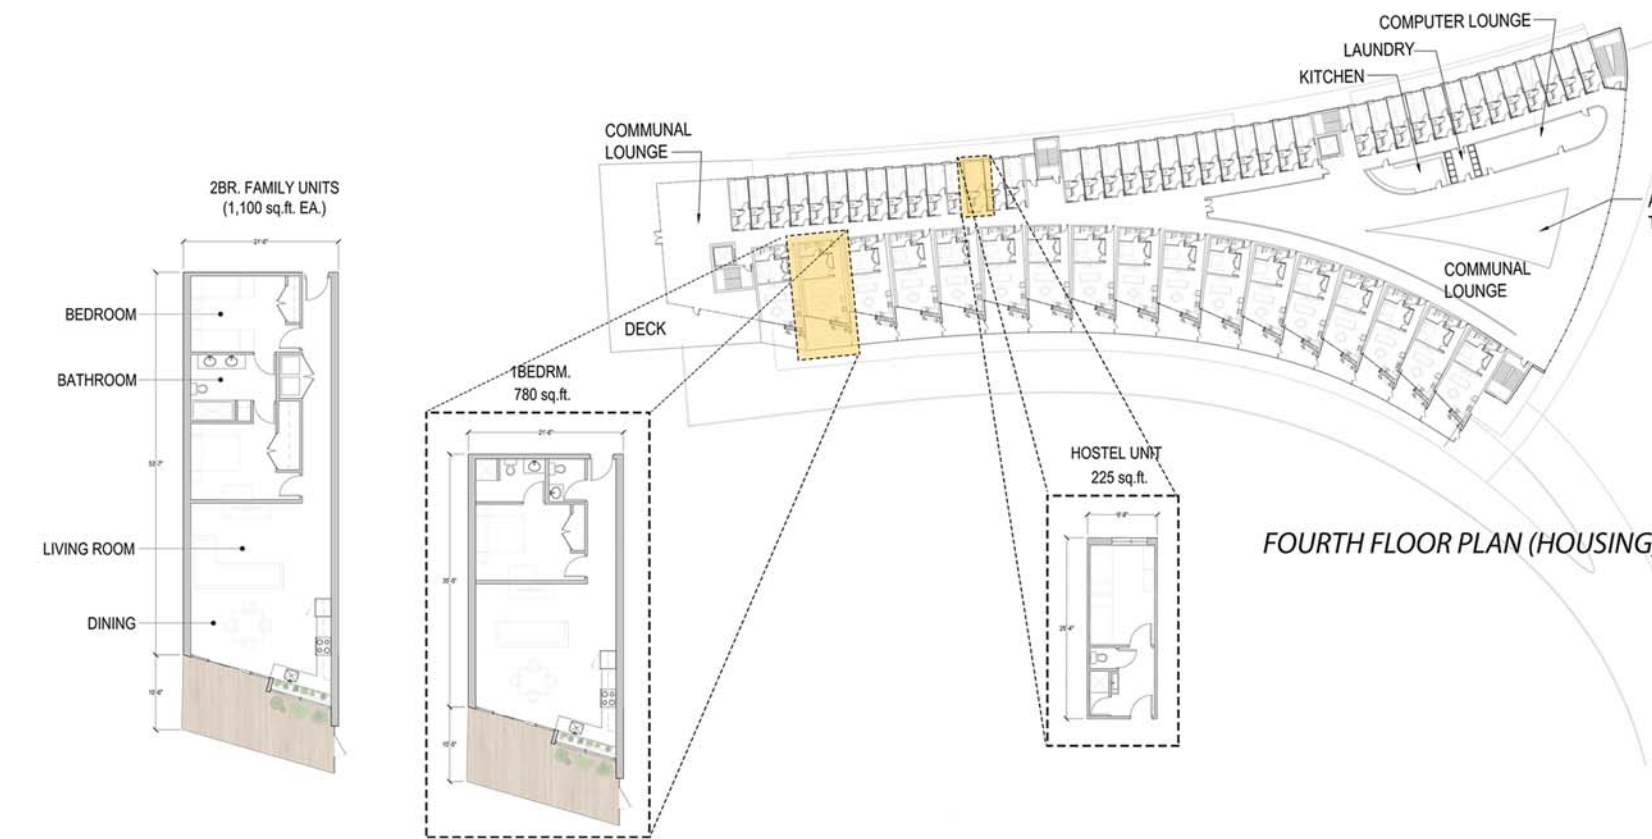 COMPUTER LOUNGE
LAUNDRY
KITCHEN
COMMUNAL
LOUNGE
2BR. FAMILY UNITS
(1,100 sq.ft. EA.)
BEDROOM
BATHROOM
LIVING ROOM
DINING
DECK
COMMUNAL
LOUNGE
1BEDRM.
780 sq.ft.
HOSTEL UNIT
225 sq.ft.
FOURTH FLOOR PLAN (HOUSING